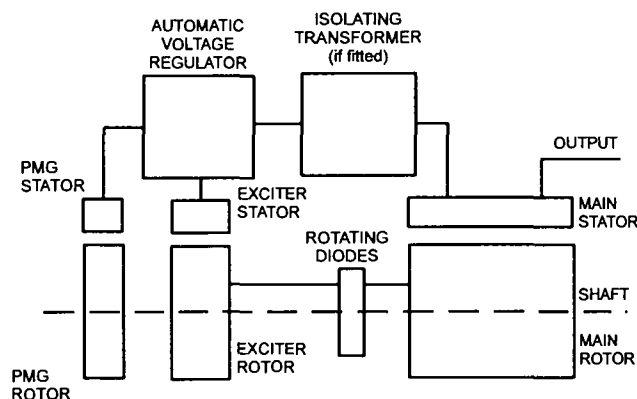 AUTOMATIC
VOLTAGE
REGULATOR
ISOLATING
TRANSFORMER
(if fitted)
OUTPUT
PMG
STATOR
EXCITER
STATOR
MAIN
STATOR
ROTATING
DIODES
SHAFT
EXCITER
ROTOR
MAIN
ROTOR
PMG
ROTOR